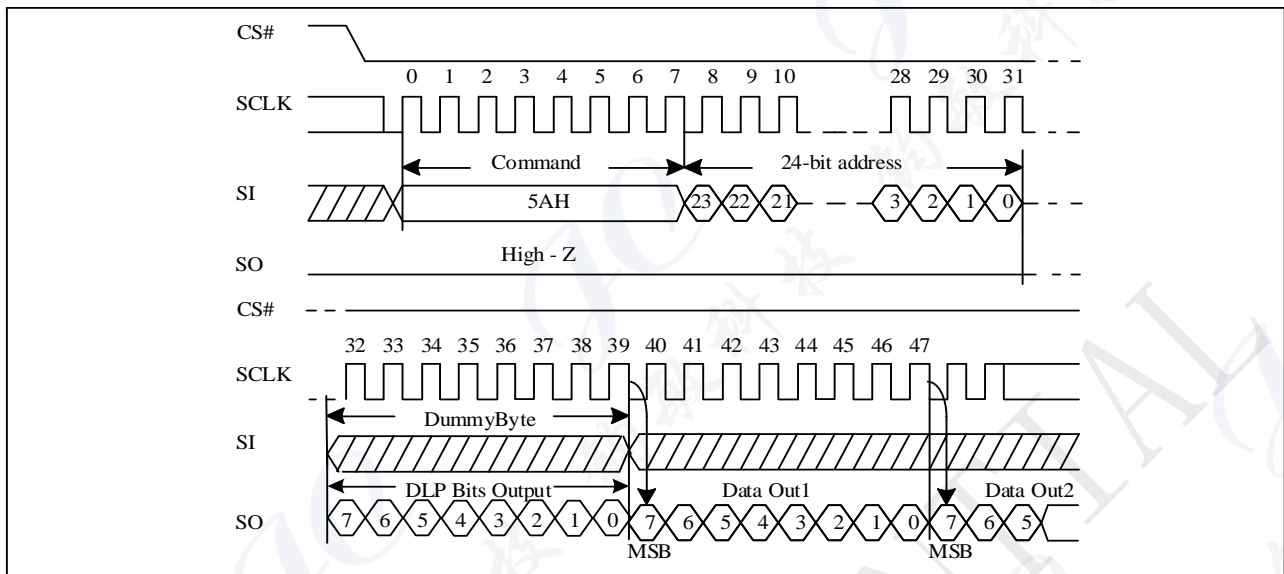 CS#
0 1 2 3 4 5 6 7 8 9 10 28 29 30 31
SCLK
Command 24-bit address
SI 5AH 23 22 21 3 2 1 0
High - Z
SO
CS#
32 33 34 35 36 37 38 39 40 41 42 43 44 45 46 47
SCLK
DummyByte
SI
DLP Bits Output Data Out1 Data Out2
SO 7 6 5 4 3 2 1 0 7 6 5 4 3 2 1 0 7 6 5
MSB MSB